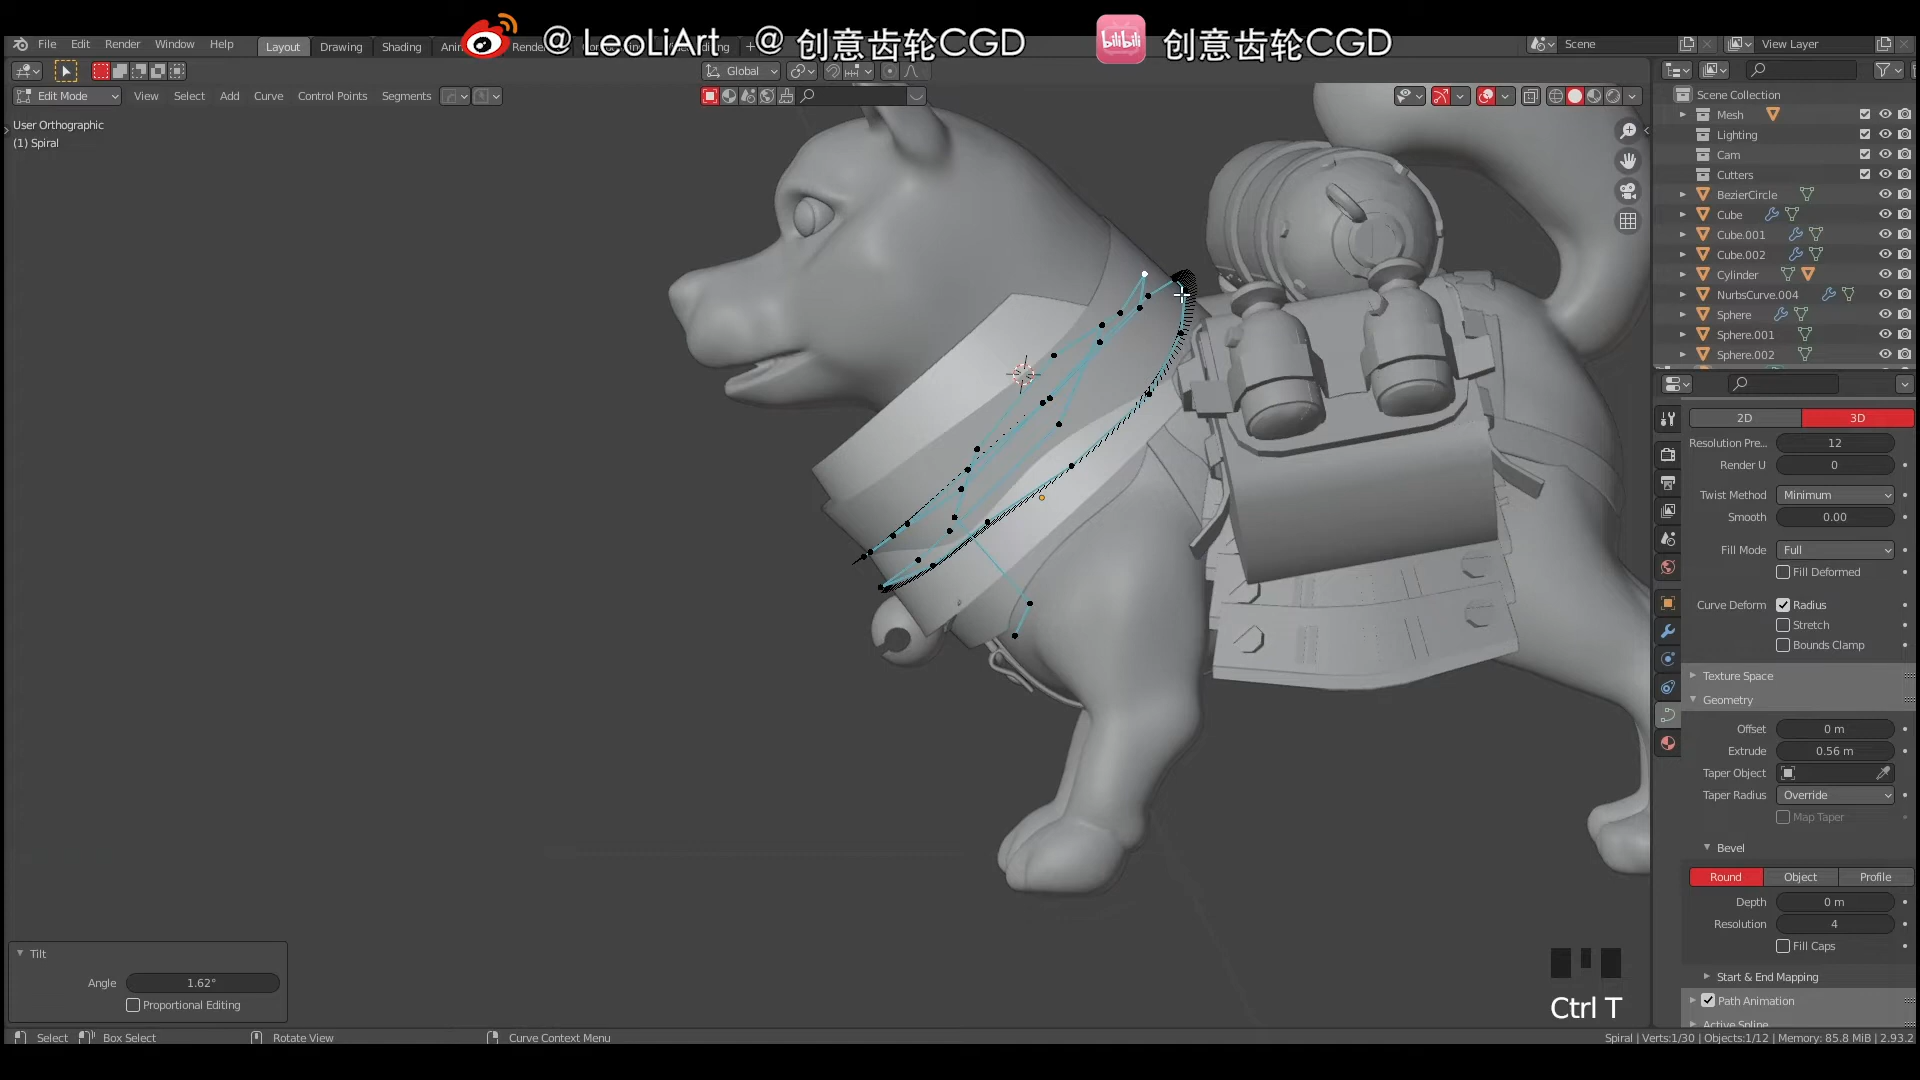 @ LeoLiArt @ 创意齿轮CGD
bilibili 创意齿轮CGD
File Edit Render Window Help Layout Drawing Shading
Scene
View Layer
Global
Edit Mode View Select Add Curve Control Points Segments
User Orthographic
(1) Spiral
Scene Collection
Mesh
Lighting
Cam
Cutters
BezierCircle
Cube
Cube.001
Cube.002
Cylinder
NurbsCurve.004
Sphere
Sphere.001
Sphere.002
2D 3D
Resolution Pre... 12
Render U 0
Twist Method Minimum
Smooth 0.00
Fill Mode Full
Fill Deformed
Curve Deform Radius
Stretch
Bounds Clamp
Texture Space
Geometry
Offset 0 m
Extrude 0.56 m
Taper Object
Taper Radius Override
Map Taper
Bevel
Round Object Profile
Depth 0 m
Resolution 4
Fill Caps
Start & End Mapping
Path Animation
Active Spline
Tilt
Angle 1.62°
Proportional Editing
Ctrl T
Select Box Select Rotate View Curve Context Menu
Spiral | Verts:1/30 | Objects:1/12 | Memory: 85.8 MiB | 2.93.2